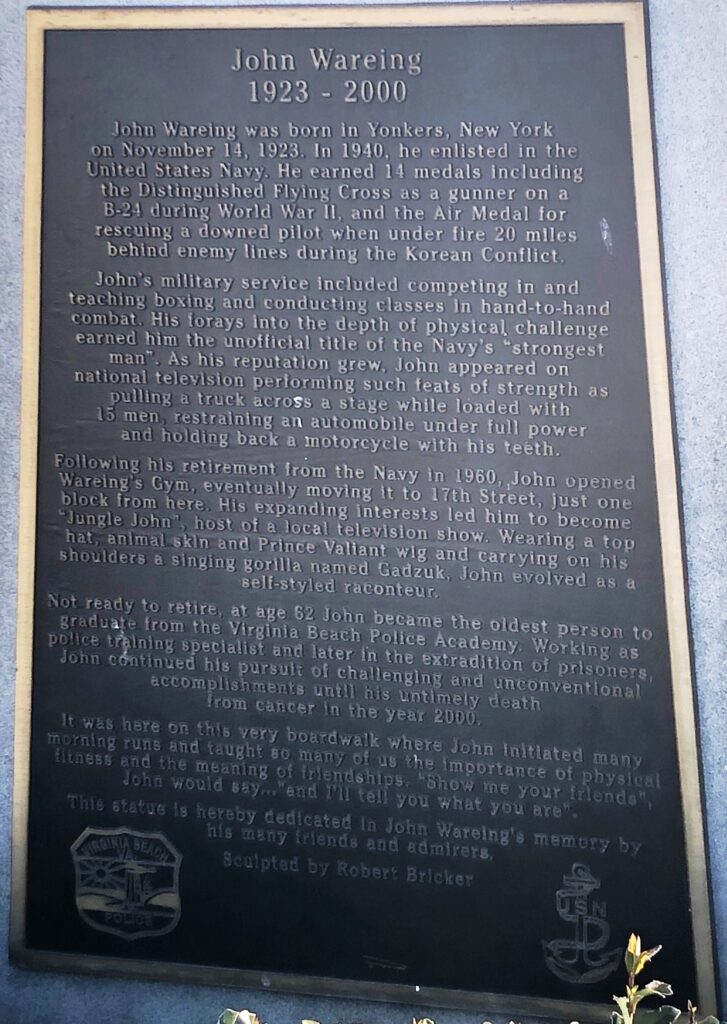 John Wareing
1923 - 2000
John Wareing was born in Yonkers, New York
on November 14, 1923. In 1940, he enlisted in the
United States Navy. He earned 14 medals including
the Distinguished Flying Cross as a gunner on a
B-24 during World War II, and the Air Medal for
rescuing a downed pilot when under fire 20 miles
behind enemy lines during the Korean Conflict.
John's military service included competing in and
teaching boxing and conducting classes in hand-to-hand
combat. His forays into the depth of physical challenge
earned him the unofficial title of the Navy's "strongest
man". As his reputation grew, John appeared on
national television performing such feats of strength as
pulling a truck across a stage while loaded with
15 men, restraining an automobile under full power
and holding back a motorcycle with his teeth.
Following his retirement from the Navy in 1960, John opened
Wareing's Gym, eventually moving it to 17th Street, just one
block from here. His expanding interests led him to become
"Jungle John", host of a local television show. Wearing a top
hat, animal skin and Prince Valiant wig and carrying on his
shoulders a singing gorilla named Gadzuk, John evolved as a
self-styled raconteur.
Not ready to retire, at age 62 John became the oldest person to
graduate from the Virginia Beach Police Academy. Working as
police training specialist and later in the extradition of prisoners,
John continued his pursuit of challenging and unconventional
accomplishments until his untimely death
from cancer in the year 2000.
It was here on this very boardwalk where John initiated many
morning runs and taught so many of us the importance of physical
fitness and the meaning of friendships. "Show me your friends",
John would say..."and I'll tell you what you are".
This statue is hereby dedicated in John Wareing's memory by
his many friends and admirers.
Sculpted by Robert Bricker
VIRGINIA BEACH
VA
POLICE
USN